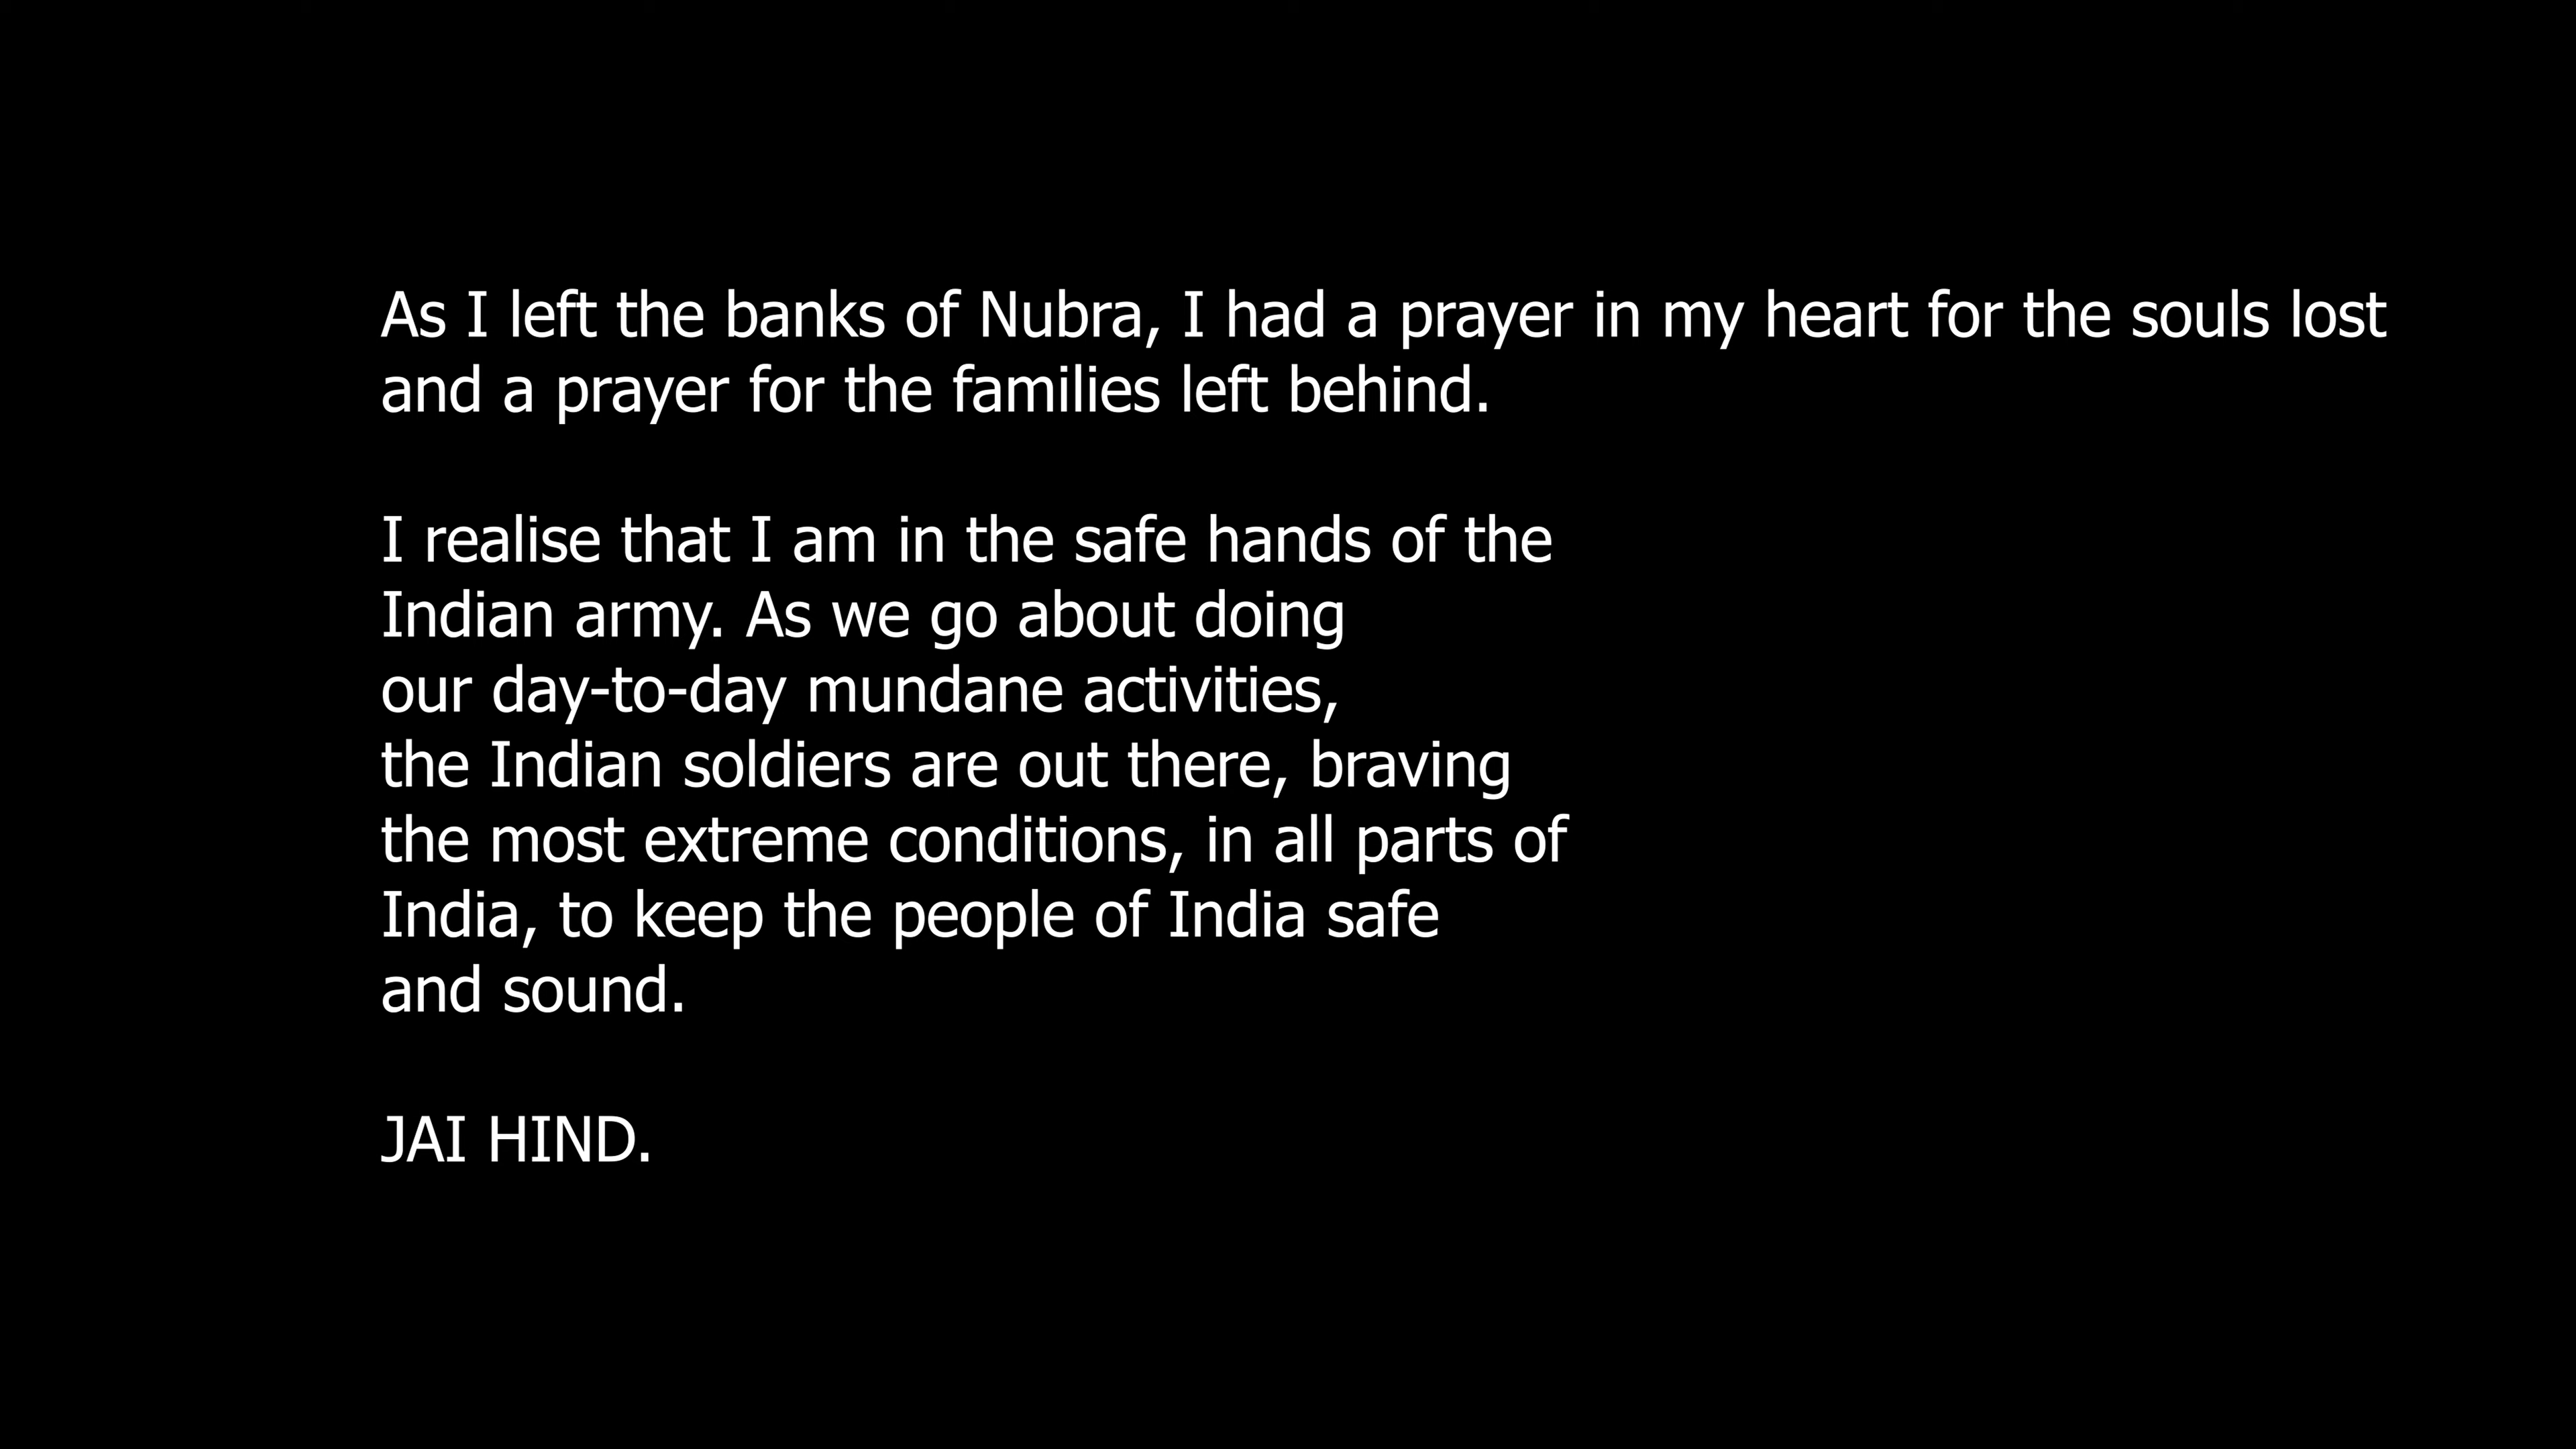 As I left the banks of Nubra, I had a prayer in my heart for the souls lost
and a prayer for the families left behind.
I realise that I am in the safe hands of the
Indian army. As we go about doing
our day-to-day mundane activities,
the Indian soldiers are out there, braving
the most extreme conditions, in all parts of
India, to keep the people of India safe
and sound.
JAI HIND.